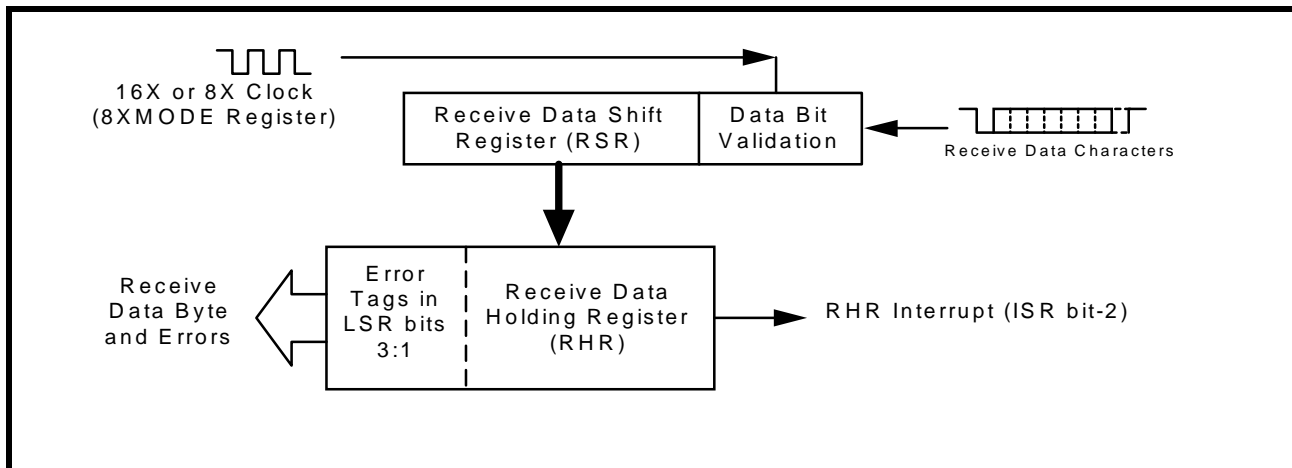 16X or 8X Clock
(8XMODE Register)
Receive Data Shift
Register (RSR)
Data Bit
Validation
Receive Data Characters
Receive
Data Byte
and Errors
Error
Tags in
LSR bits
3:1
Receive Data
Holding Register
(RHR)
RHR Interrupt (ISR bit-2)